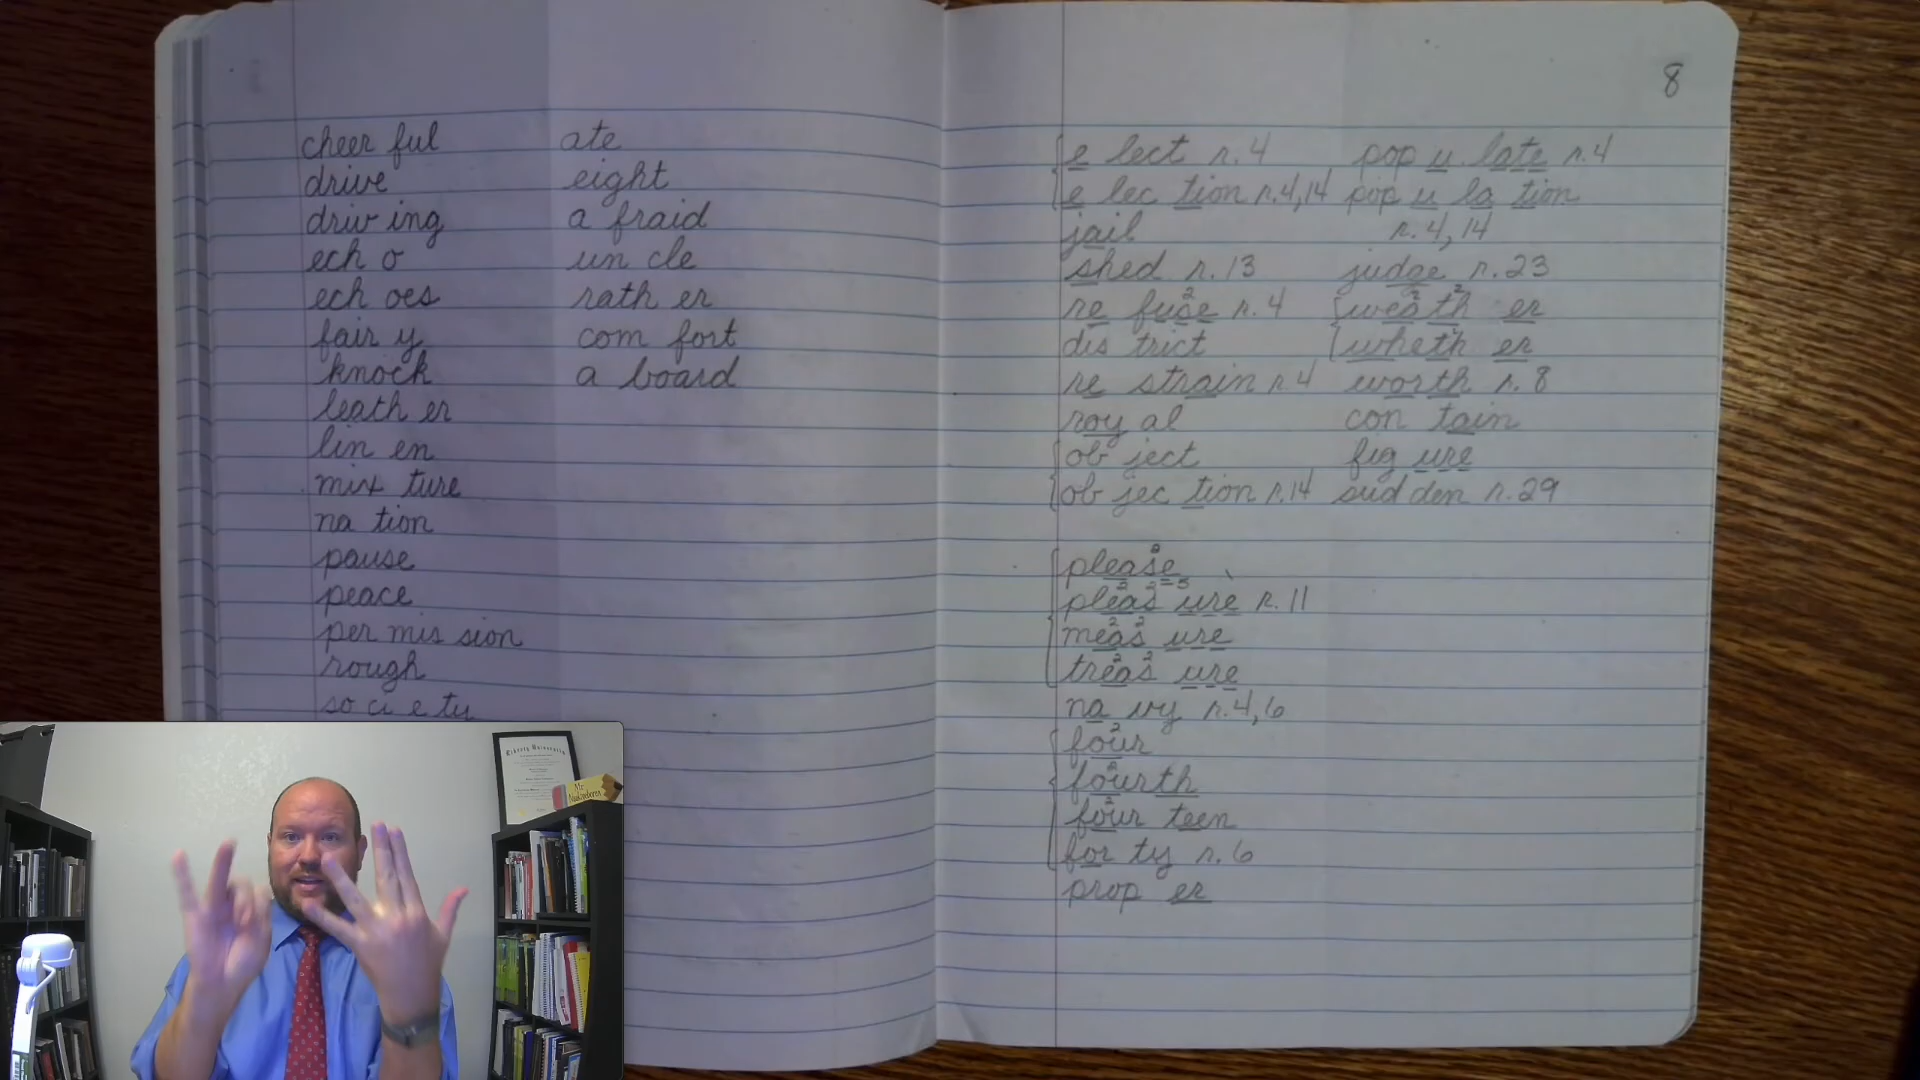 8
cheer ful
drive
driv ing
ech o
ech oes
fair y
knock
leath er
lin en
mix ture
na tion
pause
peace
per mis sion
rough
so ci e ty
ate
eight
a fraid
un cle
rath er
com fort
a board
e lect r. 4
e lec tion r. 4, 14
jail
shed r. 13
re fuse r. 4
dis trict
re strain r. 4
roy al
ob ject
ob jec tion r. 14
please
pleas ure r. 11
meas ure
treas ure
na vy r. 4, 6
four
fourth
four teen
for ty r. 6
prop er
pop u late r. 4
pop u la tion
r. 4, 14
judge r. 23
weath er
wheth er
worth r. 8
con tain
fig ure
sud den r. 29
Liberty University
Mr.